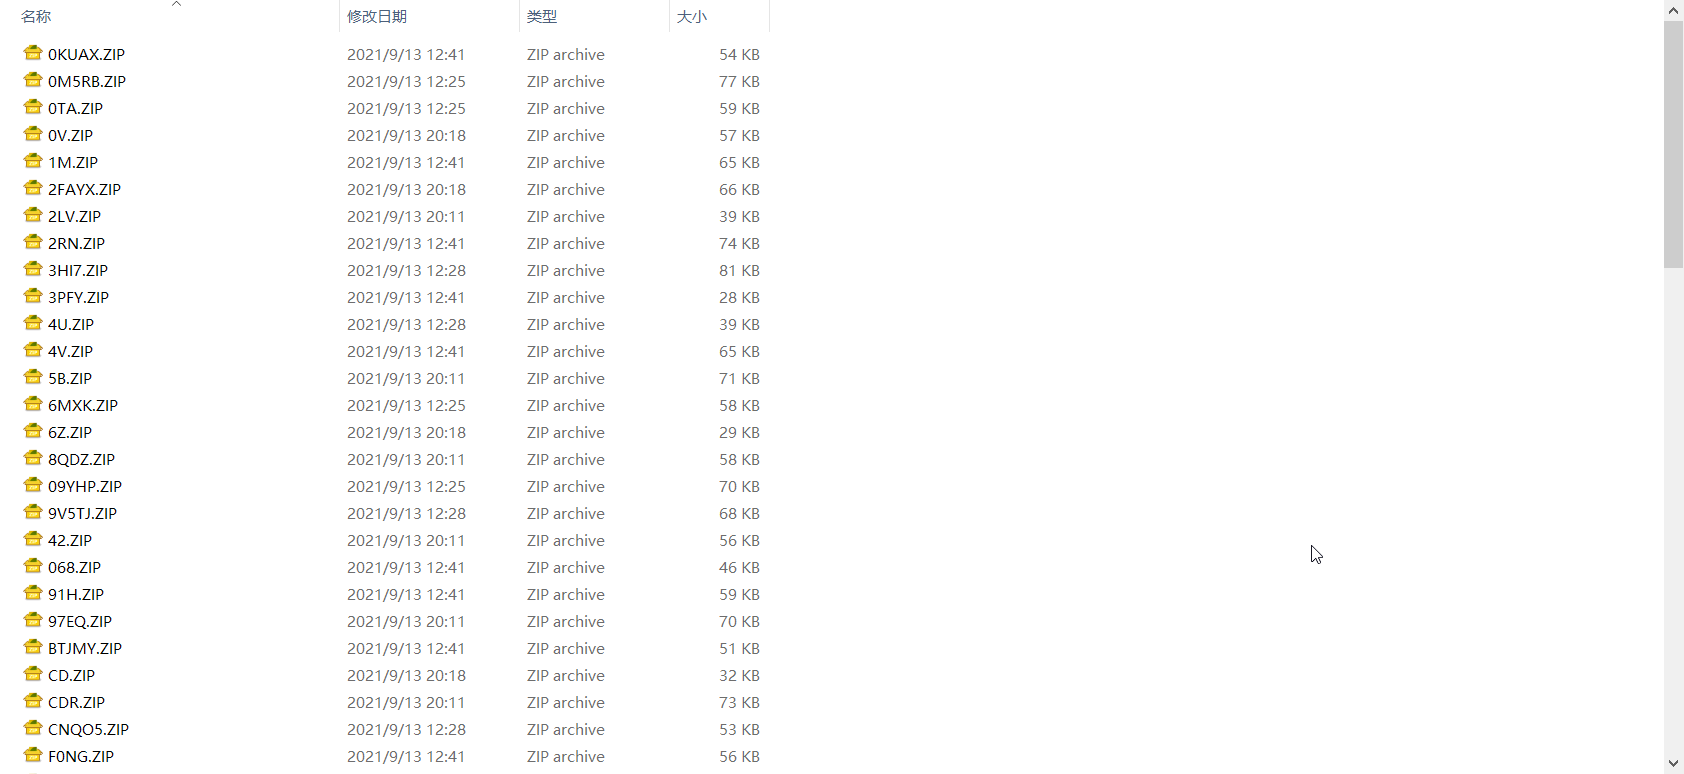 名称 修改日期 类型 大小
0KUAX.ZIP 2021/9/13 12:41 ZIP archive 54 KB
0M5RB.ZIP 2021/9/13 12:25 ZIP archive 77 KB
0TA.ZIP 2021/9/13 12:25 ZIP archive 59 KB
0V.ZIP 2021/9/13 20:18 ZIP archive 57 KB
1M.ZIP 2021/9/13 12:41 ZIP archive 65 KB
2FAYX.ZIP 2021/9/13 20:18 ZIP archive 66 KB
2LV.ZIP 2021/9/13 20:11 ZIP archive 39 KB
2RN.ZIP 2021/9/13 12:41 ZIP archive 74 KB
3HI7.ZIP 2021/9/13 12:28 ZIP archive 81 KB
3PFY.ZIP 2021/9/13 12:41 ZIP archive 28 KB
4U.ZIP 2021/9/13 12:28 ZIP archive 39 KB
4V.ZIP 2021/9/13 12:41 ZIP archive 65 KB
5B.ZIP 2021/9/13 20:11 ZIP archive 71 KB
6MXK.ZIP 2021/9/13 12:25 ZIP archive 58 KB
6Z.ZIP 2021/9/13 20:18 ZIP archive 29 KB
8QDZ.ZIP 2021/9/13 20:11 ZIP archive 58 KB
09YHP.ZIP 2021/9/13 12:25 ZIP archive 70 KB
9V5TJ.ZIP 2021/9/13 12:28 ZIP archive 68 KB
42.ZIP 2021/9/13 20:11 ZIP archive 56 KB
068.ZIP 2021/9/13 12:41 ZIP archive 46 KB
91H.ZIP 2021/9/13 12:41 ZIP archive 59 KB
97EQ.ZIP 2021/9/13 20:11 ZIP archive 70 KB
BTJMY.ZIP 2021/9/13 12:41 ZIP archive 51 KB
CD.ZIP 2021/9/13 20:18 ZIP archive 32 KB
CDR.ZIP 2021/9/13 20:11 ZIP archive 73 KB
CNQO5.ZIP 2021/9/13 12:28 ZIP archive 53 KB
F0NG.ZIP 2021/9/13 12:41 ZIP archive 56 KB